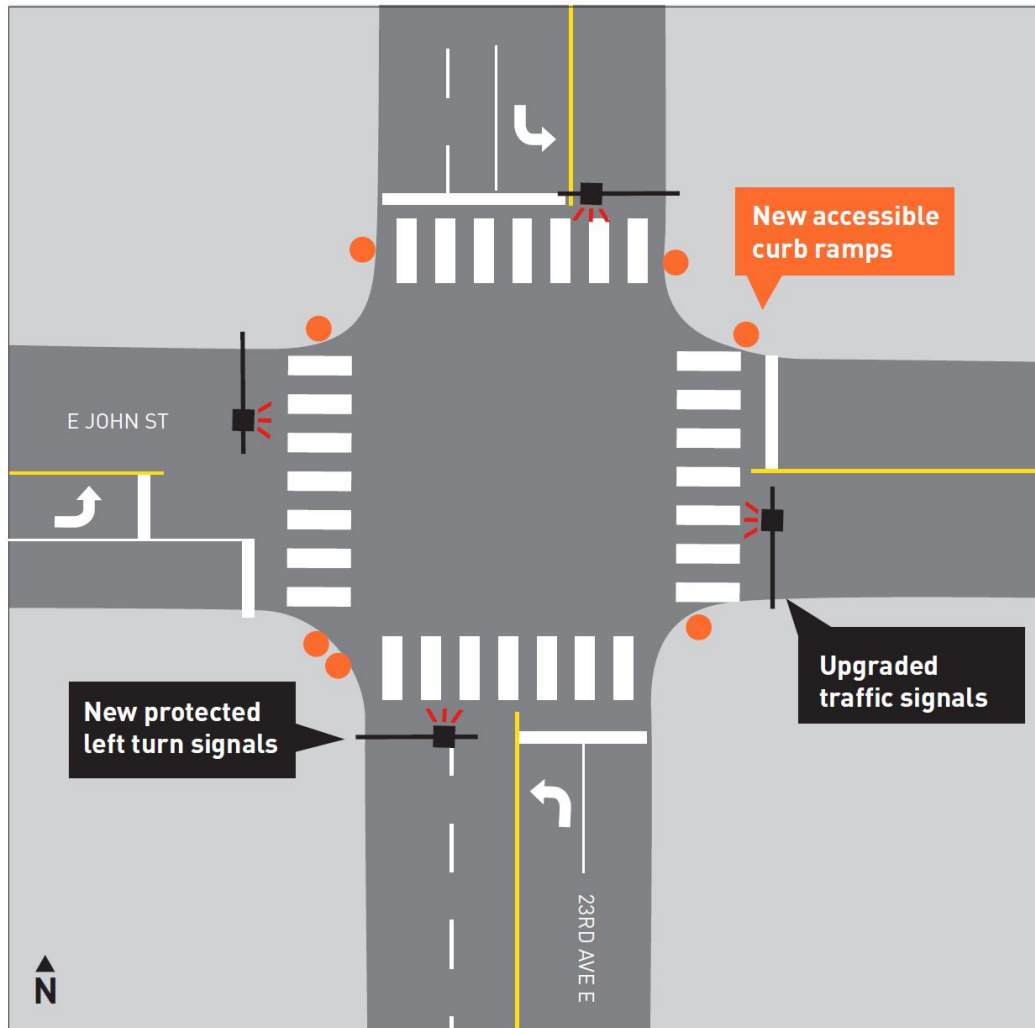 New accessible
curb ramps
E JOHN ST
Upgraded
traffic signals
New protected
left turn signals
23RD AVE E
N